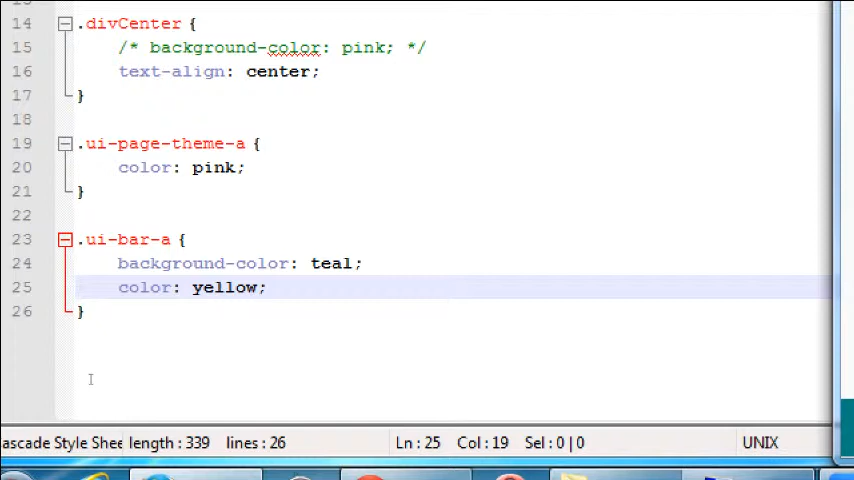 14 .divCenter {
15 /* background-color: pink; */
16 text-align: center;
17 }
18
19 .ui-page-theme-a {
20 color: pink;
21 }
22
23 .ui-bar-a {
24 background-color: teal;
25 color: yellow;
26 }
ascade Style Shee length : 339 lines : 26 Ln : 25 Col : 19 Sel : 0 | 0 UNIX